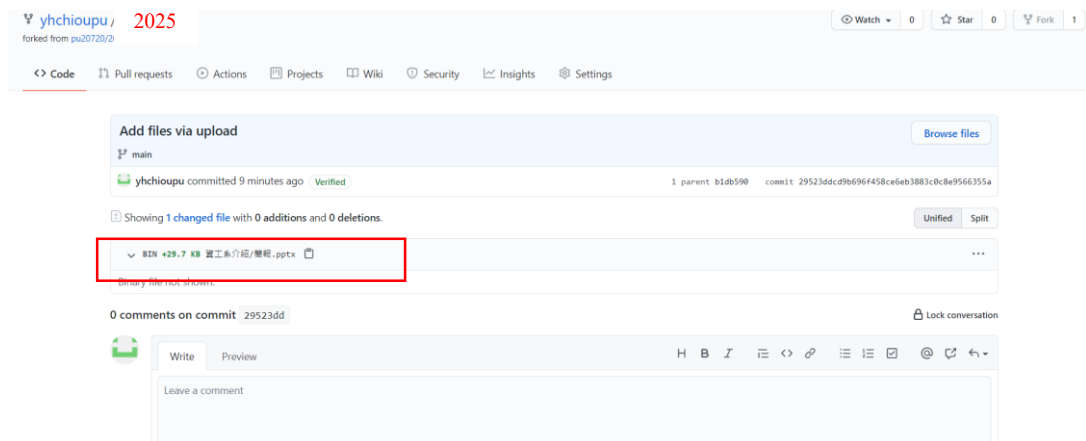 yhchioupu / 2025
Watch 0 Star 0 Fork 1
forked from pu20720/2
Code Pull requests Actions Projects Wiki Security Insights Settings
Add files via upload
Browse files
main
yhchioupu committed 9 minutes ago Verified
1 parent b1db590 commit 29523ddcd9b696f458ce6eb3883c0c8e9566355a
Showing 1 changed file with 0 additions and 0 deletions.
Unified Split
BIN +29.7 KB 資工系介紹/簡報.pptx
Binary file not shown.
0 comments on commit 29523dd
Lock conversation
Write Preview
H B I
Leave a comment